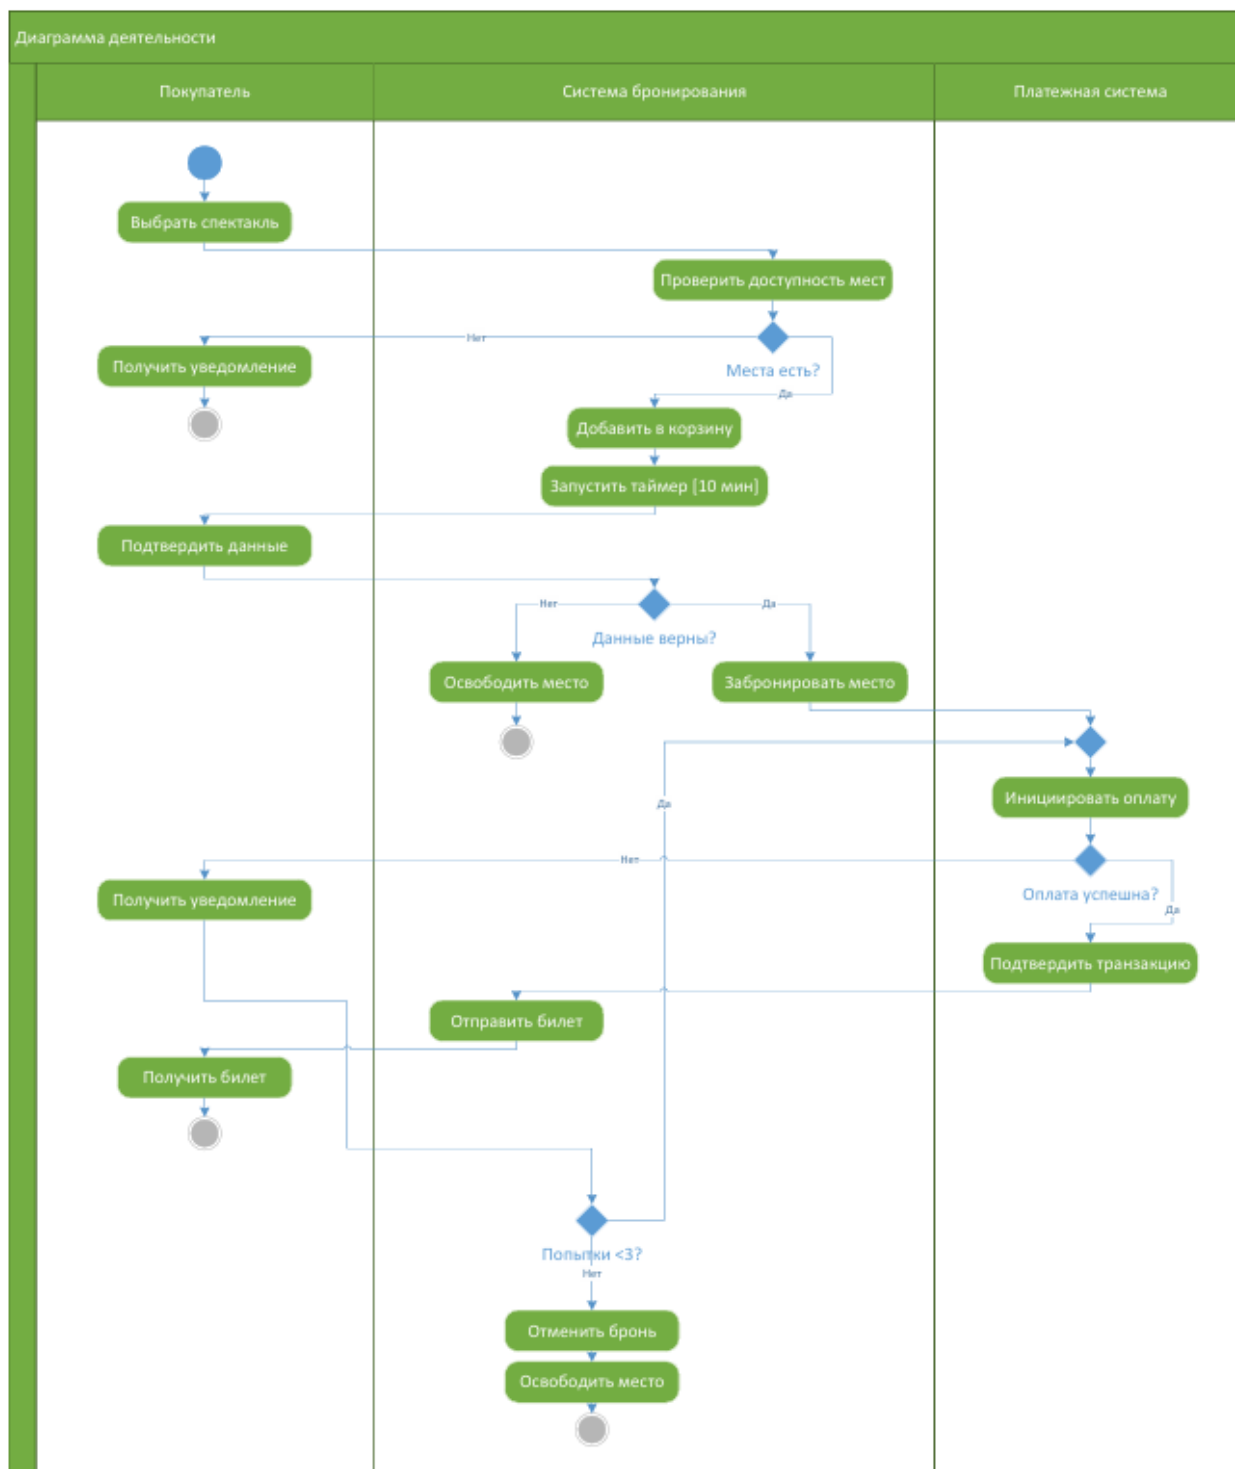 Диаграмма деятельности
Покупатель
Система бронирования
Платежная система
Выбрать спектакль
Проверить доступность мест
Нет
Места есть?
Получить уведомление
Да
Добавить в корзину
Запустить таймер [10 мин]
Подтвердить данные
Нет
Да
Данные верны?
Освободить место
Забронировать место
Инициировать оплату
Да
Нет
Оплата успешна?
Получить уведомление
Да
Подтвердить транзакцию
Отправить билет
Получить билет
Попытки <3?
Нет
Отменить бронь
Освободить место